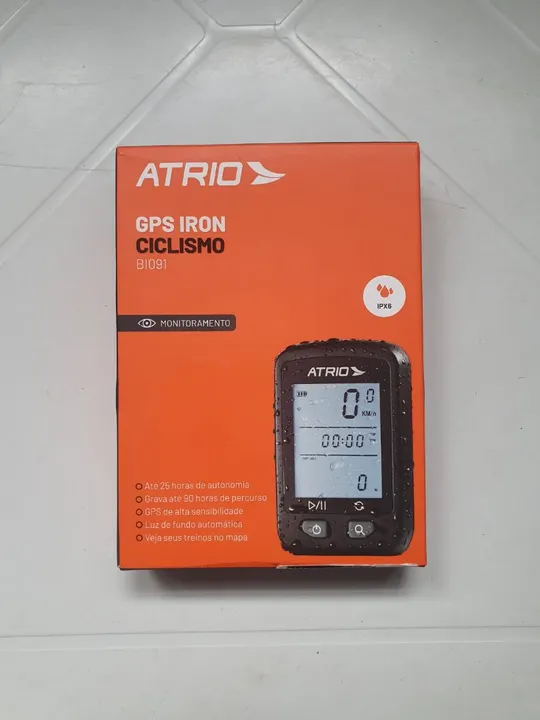 ATRIO
GPS IRON
CICLISMO
BI091
IPX6
MONITORAMENTO
ATRIO
0 0
KM/H
00:00
0
Até 25 horas de autonomia
Grava até 90 horas de percurso
GPS de alta sensibilidade
Luz de fundo automática
Veja seus treinos no mapa